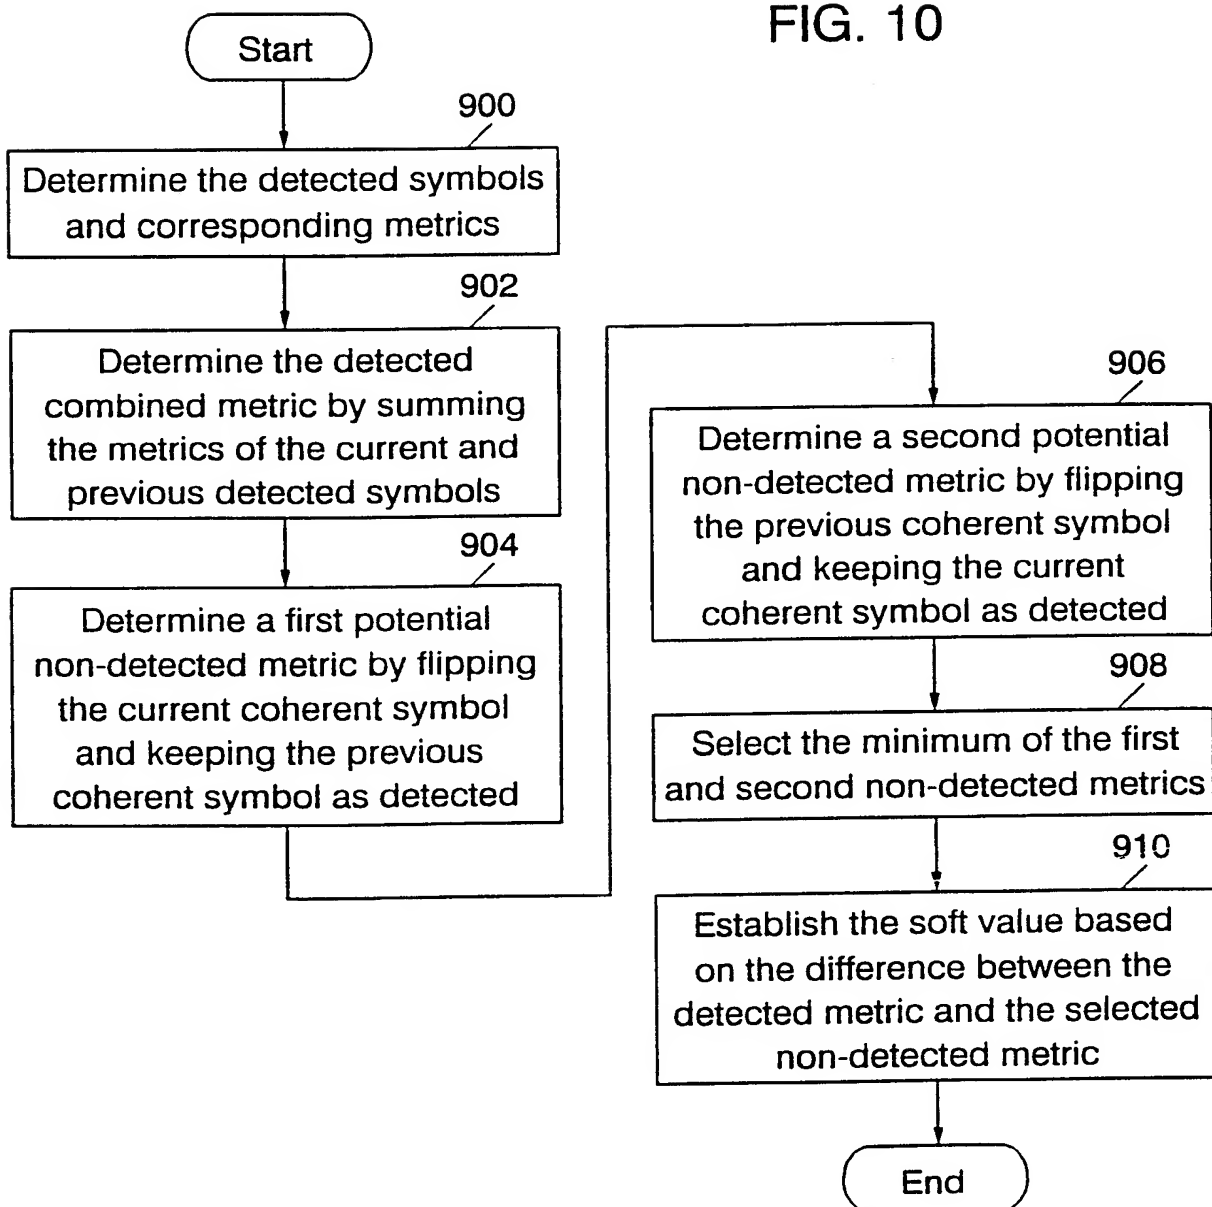 FIG. 10
Start
900
Determine the detected symbols
and corresponding metrics
902
Determine the detected
combined metric by summing
the metrics of the current and
previous detected symbols
904
Determine a first potential
non-detected metric by flipping
the current coherent symbol
and keeping the previous
coherent symbol as detected
906
Determine a second potential
non-detected metric by flipping
the previous coherent symbol
and keeping the current
coherent symbol as detected
908
Select the minimum of the first
and second non-detected metrics
910
Establish the soft value based
on the difference between the
detected metric and the selected
non-detected metric
End